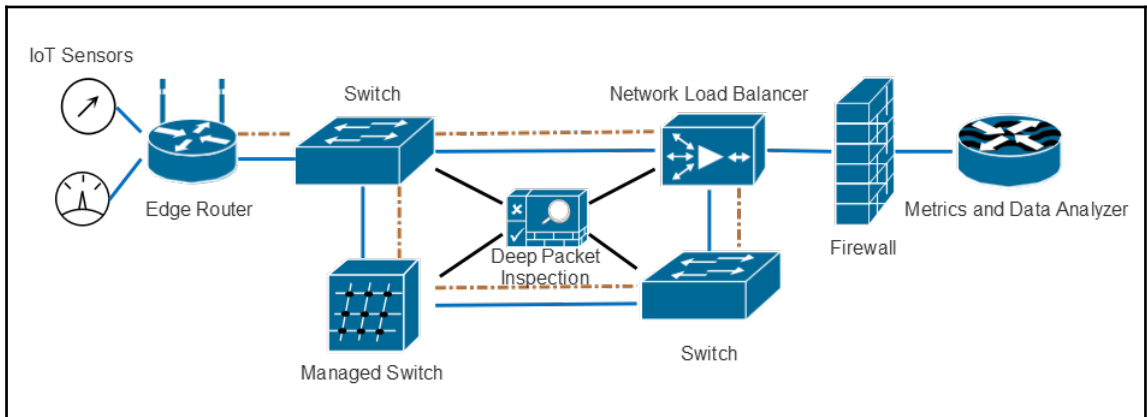 IoT Sensors
Switch
Network Load Balancer
Edge Router
Deep Packet
Inspection
Metrics and Data Analyzer
Firewall
Managed Switch
Switch